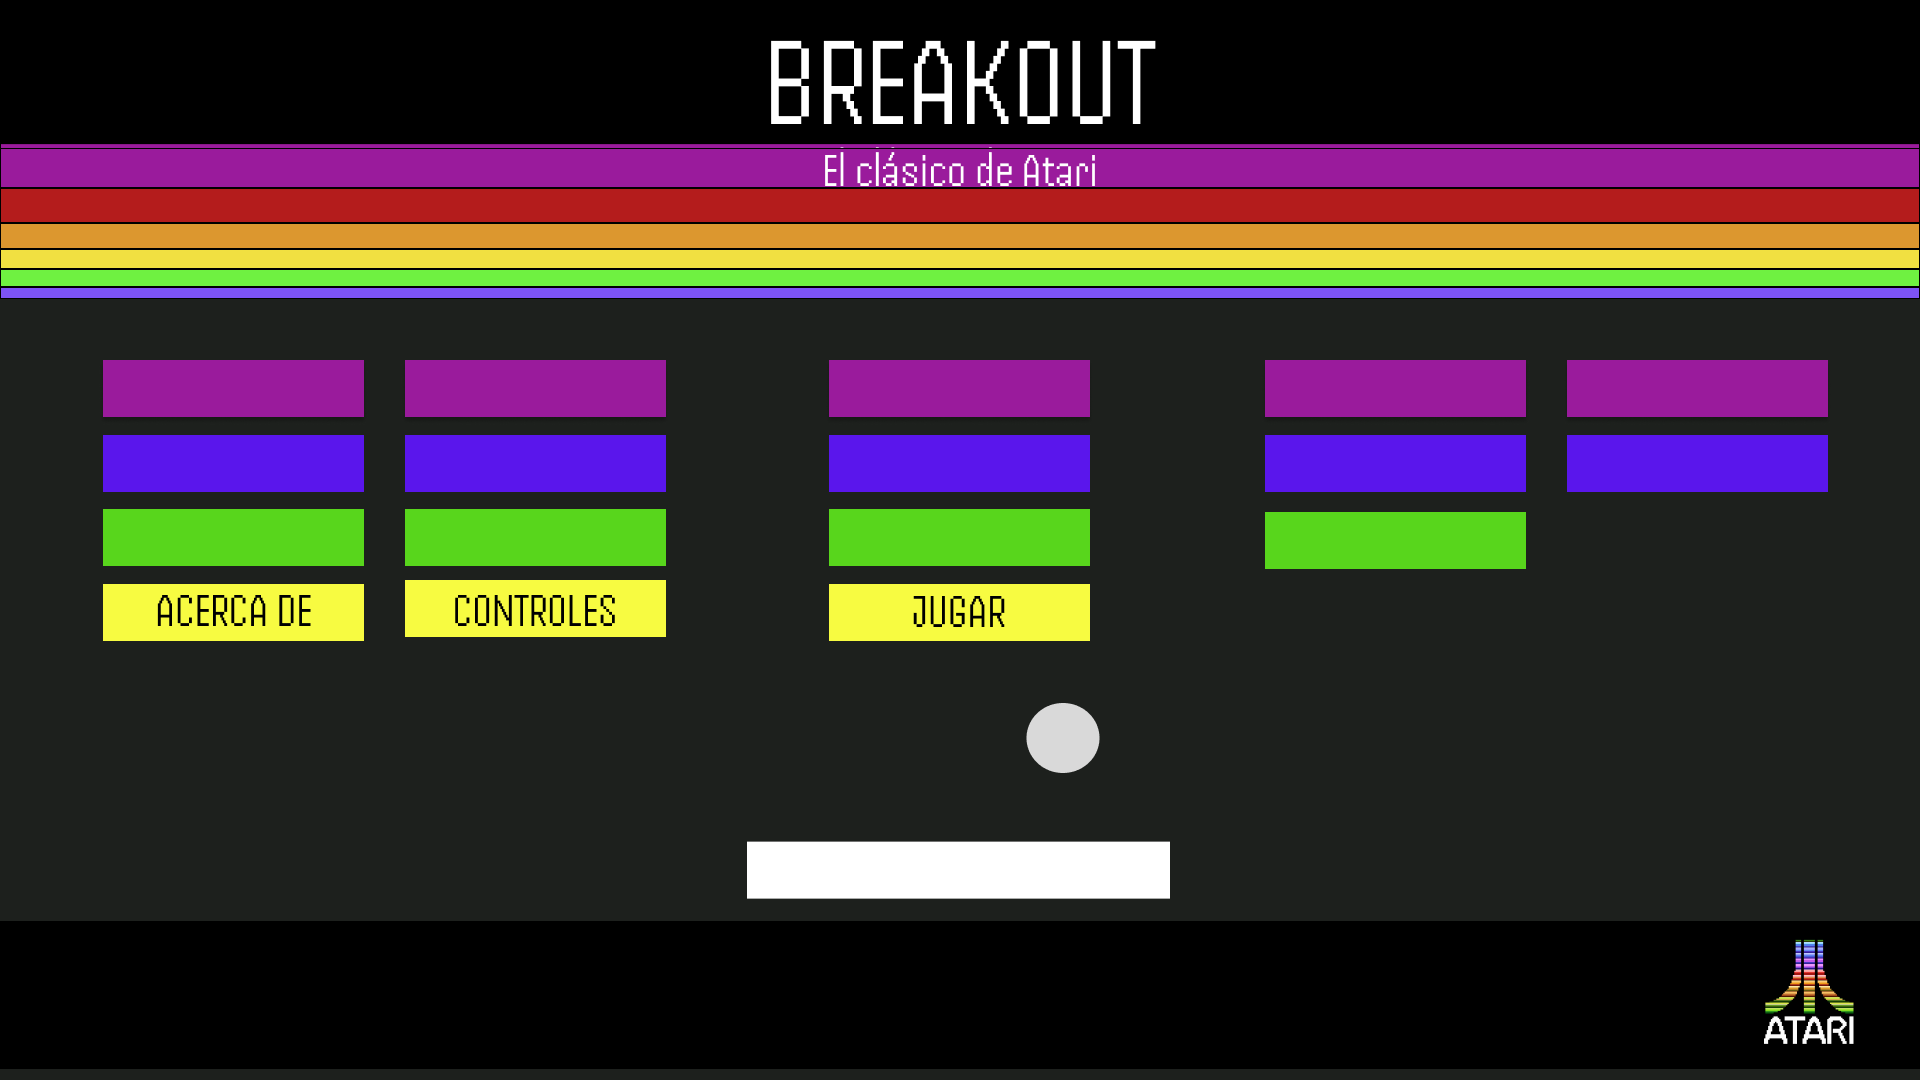 BREAKOUT
El clásico de Atari
ACERCA DE
CONTROLES
JUGAR
ATARI